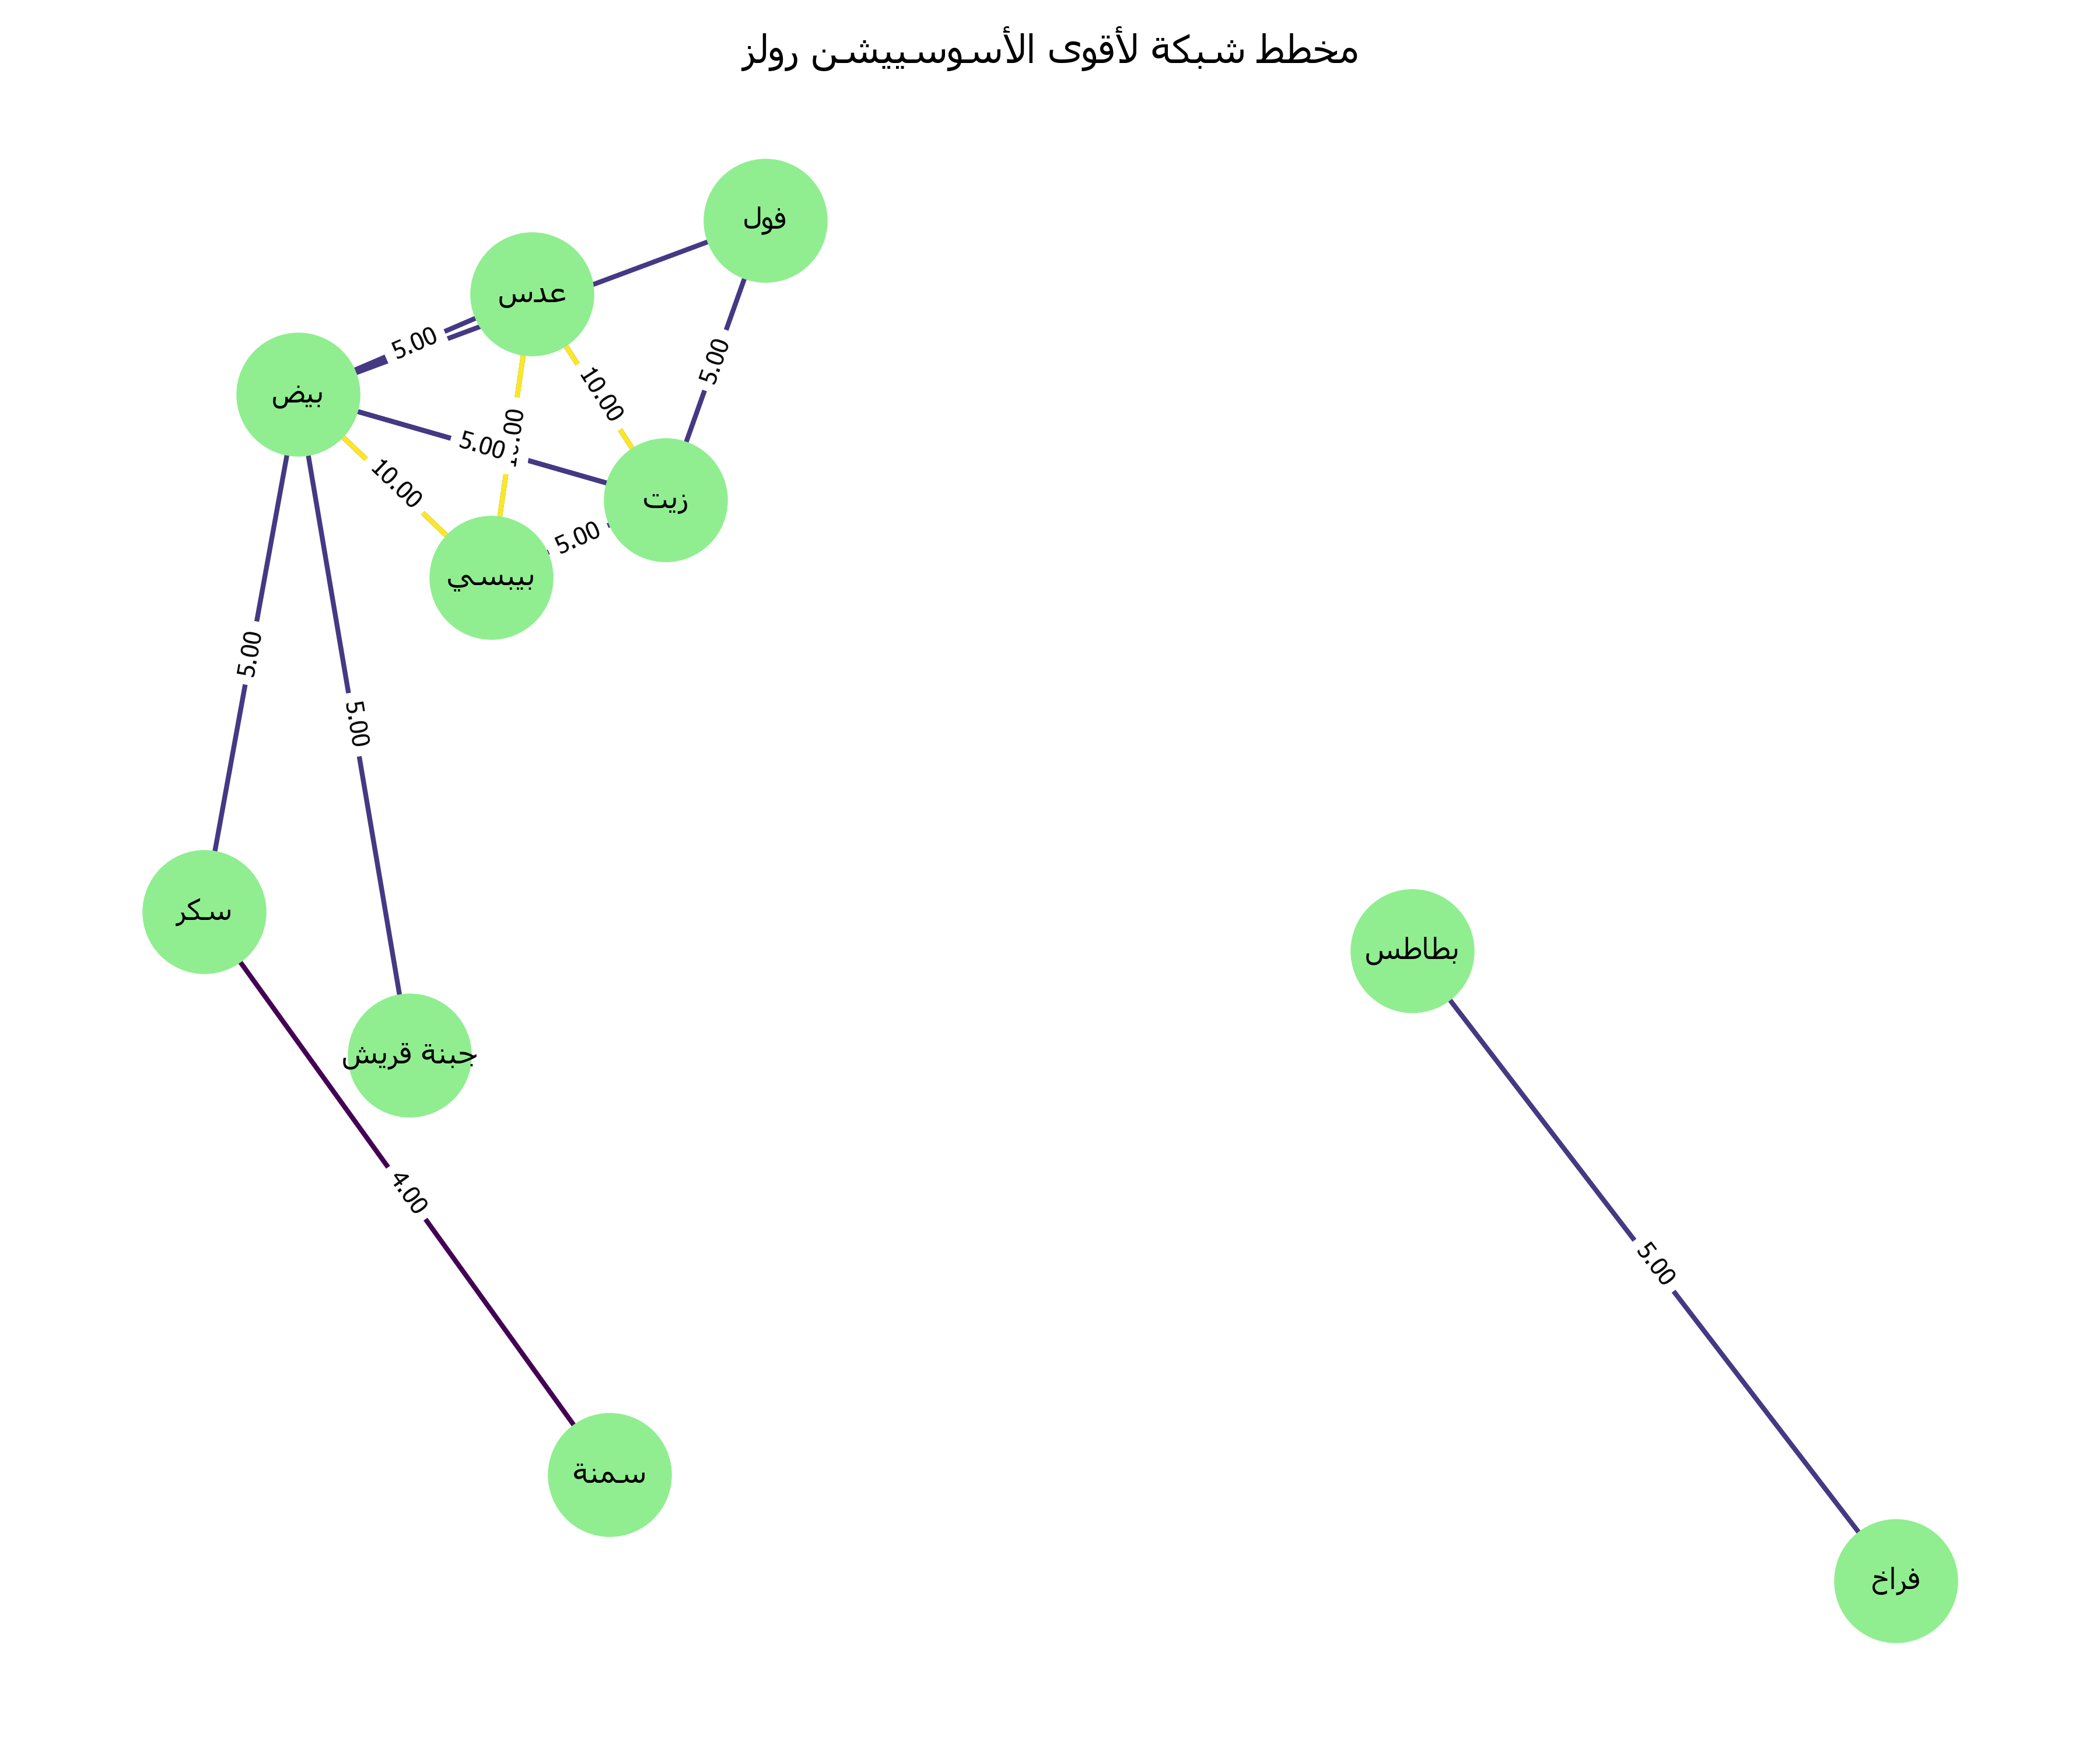 مخطط شبكة لأقوى الأسوسييشن رولز
فول
عدس
5.00
5.00
بيض
10.00
5.00
10.00
زيت
5.00
بيبسي
5.00
5.00
سكر
بطاطس
جبنة قريش
4.00
5.00
سمنة
فراخ